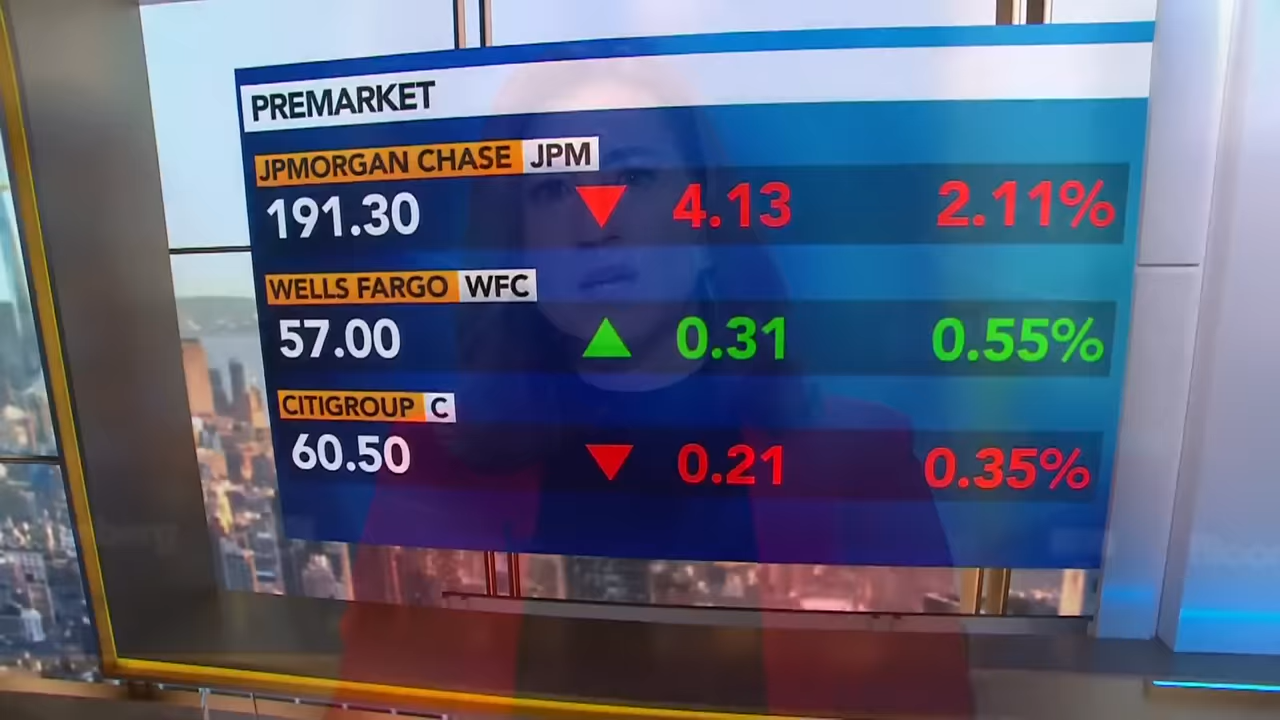 PREMARKET
JPMORGAN CHASE JPM
191.30 ▼ 4.13 2.11%
WELLS FARGO WFC
57.00 ▲ 0.31 0.55%
CITIGROUP C
60.50 ▼ 0.21 0.35%